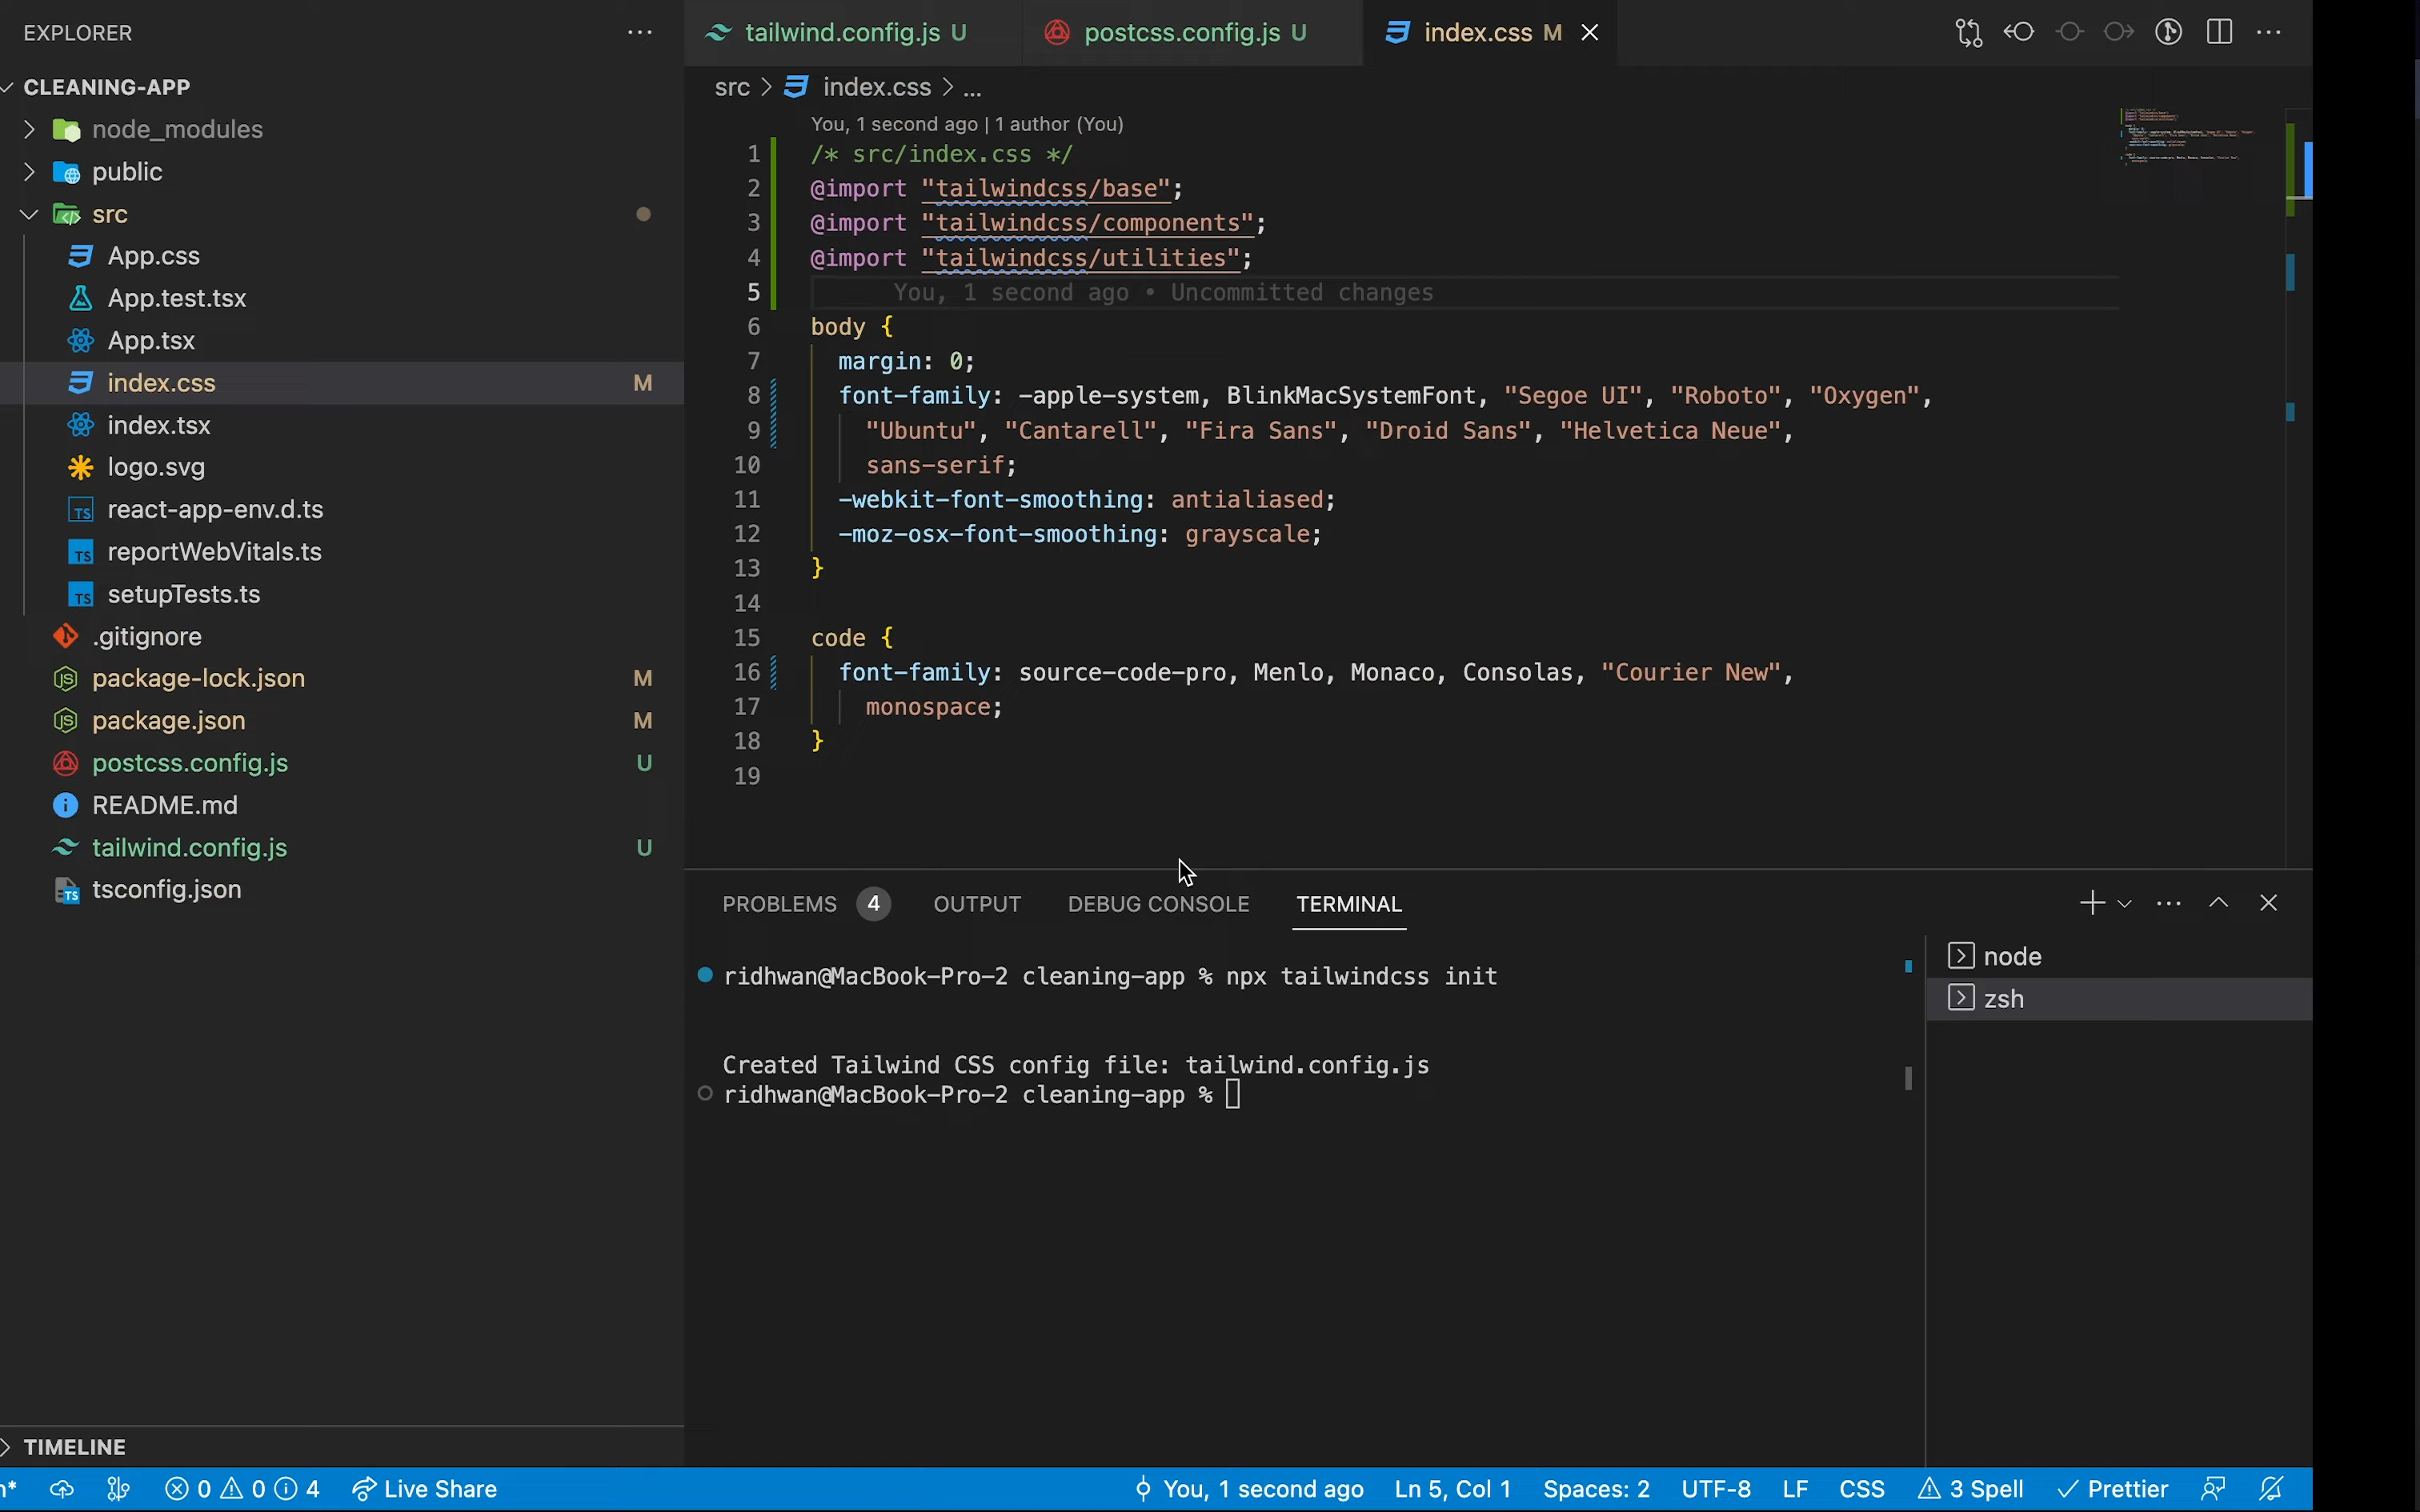 EXPLORER
CLEANING-APP
node_modules
public
src
App.css
App.test.tsx
App.tsx
index.css M
index.tsx
logo.svg
react-app-env.d.ts
reportWebVitals.ts
setupTests.ts
.gitignore
package-lock.json M
package.json M
postcss.config.js U
README.md
tailwind.config.js U
tsconfig.json
TIMELINE
tailwind.config.js U
postcss.config.js U
index.css M
src > index.css > ...
You, 1 second ago | 1 author (You)
1 /* src/index.css */
2 @import "tailwindcss/base";
3 @import "tailwindcss/components";
4 @import "tailwindcss/utilities";
5 You, 1 second ago • Uncommitted changes
6 body {
7 margin: 0;
8 font-family: -apple-system, BlinkMacSystemFont, "Segoe UI", "Roboto", "Oxygen",
9 "Ubuntu", "Cantarell", "Fira Sans", "Droid Sans", "Helvetica Neue",
10 sans-serif;
11 -webkit-font-smoothing: antialiased;
12 -moz-osx-font-smoothing: grayscale;
13 }
14
15 code {
16 font-family: source-code-pro, Menlo, Monaco, Consolas, "Courier New",
17 monospace;
18 }
19
PROBLEMS 4 OUTPUT DEBUG CONSOLE TERMINAL
ridhwan@MacBook-Pro-2 cleaning-app % npx tailwindcss init
Created Tailwind CSS config file: tailwind.config.js
ridhwan@MacBook-Pro-2 cleaning-app %
node
zsh
0 0 4 Live Share You, 1 second ago Ln 5, Col 1 Spaces: 2 UTF-8 LF CSS 3 Spell Prettier